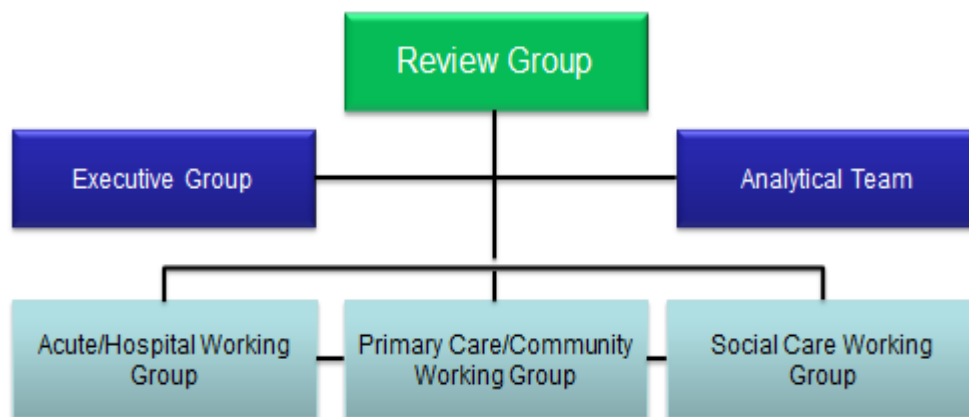 Review Group
Executive Group
Analytical Team
Acute/Hospital Working
Group
Primary Care/Community
Working Group
Social Care Working
Group